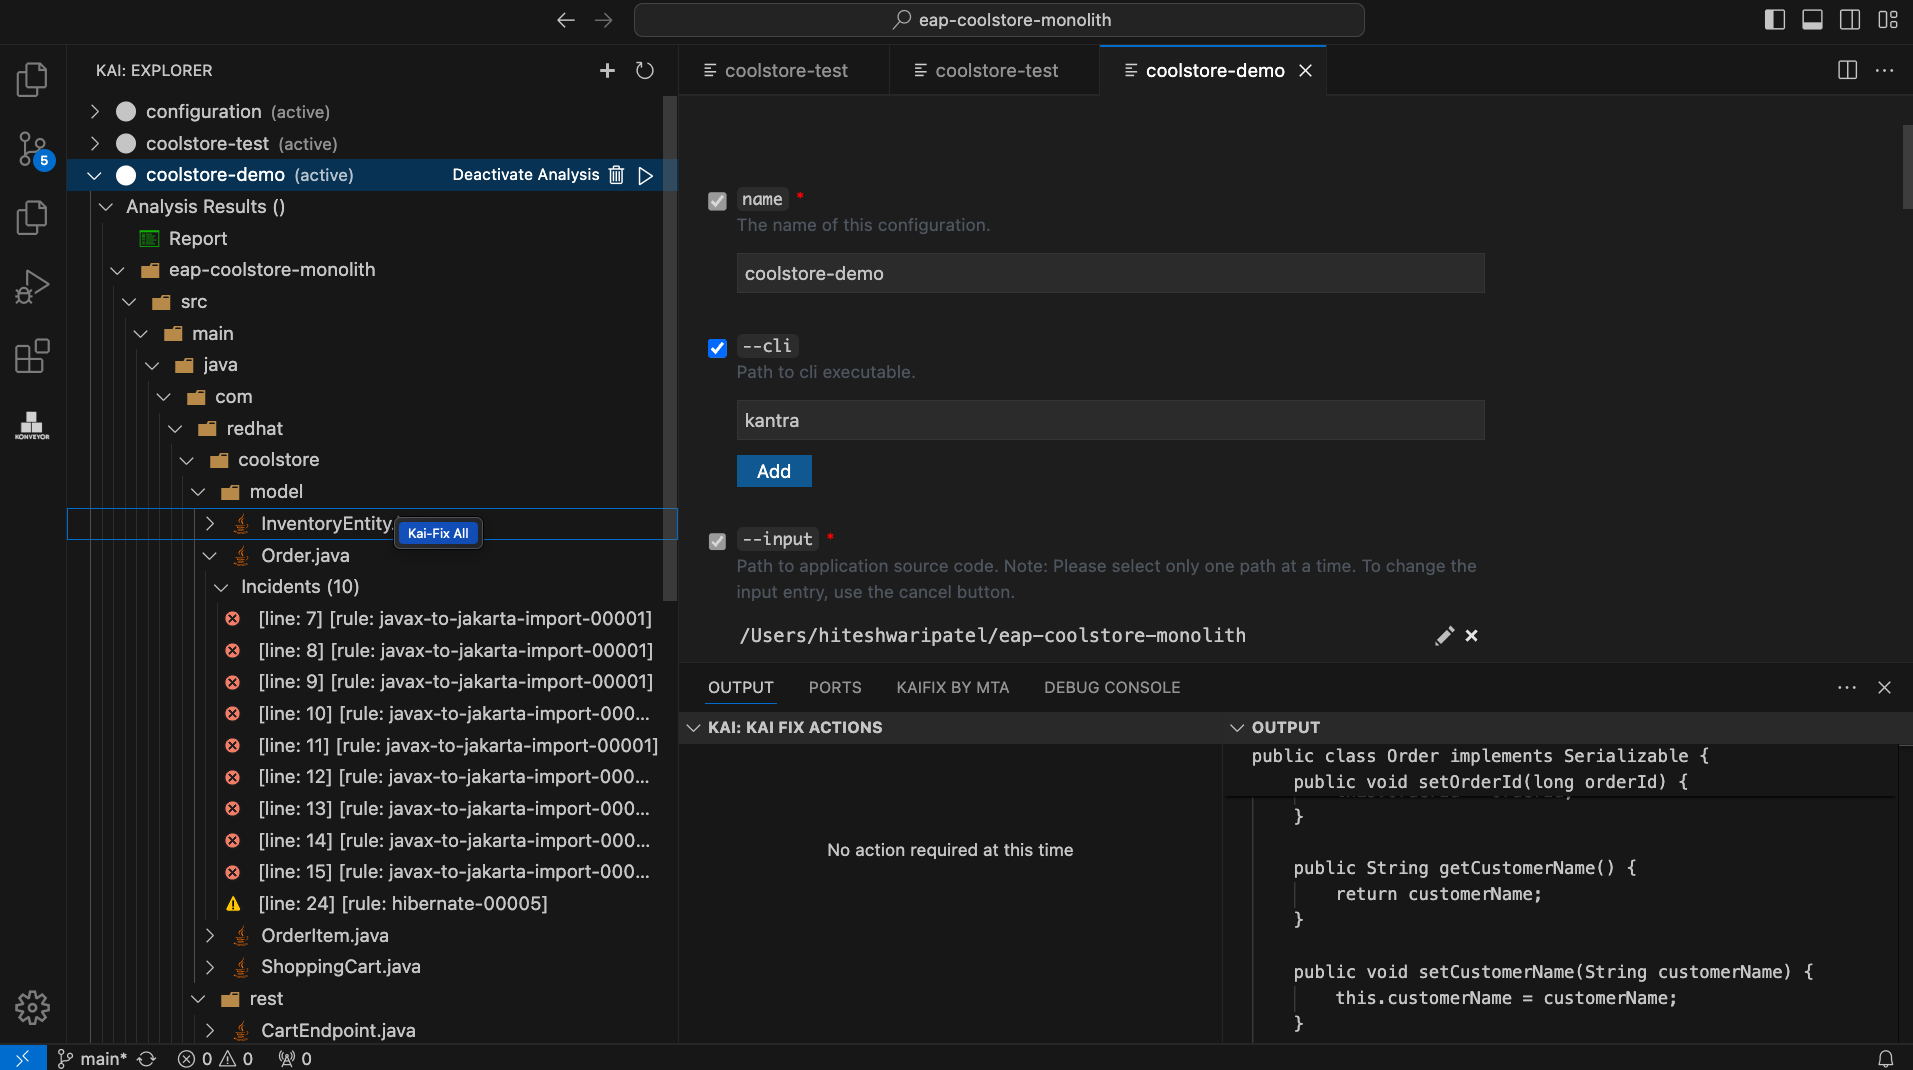 eap-coolstore-monolith
KAI: EXPLORER
configuration (active)
coolstore-test (active)
coolstore-demo (active) Deactivate Analysis
Analysis Results ()
Report
eap-coolstore-monolith
src
main
java
com
redhat
coolstore
model
InventoryEntity.
Kai-Fix All
Order.java
Incidents (10)
[line: 7] [rule: javax-to-jakarta-import-00001]
[line: 8] [rule: javax-to-jakarta-import-00001]
[line: 9] [rule: javax-to-jakarta-import-00001]
[line: 10] [rule: javax-to-jakarta-import-000...
[line: 11] [rule: javax-to-jakarta-import-00001]
[line: 12] [rule: javax-to-jakarta-import-000...
[line: 13] [rule: javax-to-jakarta-import-000...
[line: 14] [rule: javax-to-jakarta-import-000...
[line: 15] [rule: javax-to-jakarta-import-000...
[line: 24] [rule: hibernate-00005]
OrderItem.java
ShoppingCart.java
rest
CartEndpoint.java
5
KONVEYOR
coolstore-test coolstore-test coolstore-demo
name *
The name of this configuration.
coolstore-demo
--cli
Path to cli executable.
kantra
Add
--input *
Path to application source code. Note: Please select only one path at a time. To change the
input entry, use the cancel button.
/Users/hiteshwaripatel/eap-coolstore-monolith
OUTPUT PORTS KAIFIX BY MTA DEBUG CONSOLE
KAI: KAI FIX ACTIONS
No action required at this time
OUTPUT
public class Order implements Serializable {
public void setOrderId(long orderId) {
}
public String getCustomerName() {
return customerName;
}
public void setCustomerName(String customerName) {
this.customerName = customerName;
}
main* 0 0 0